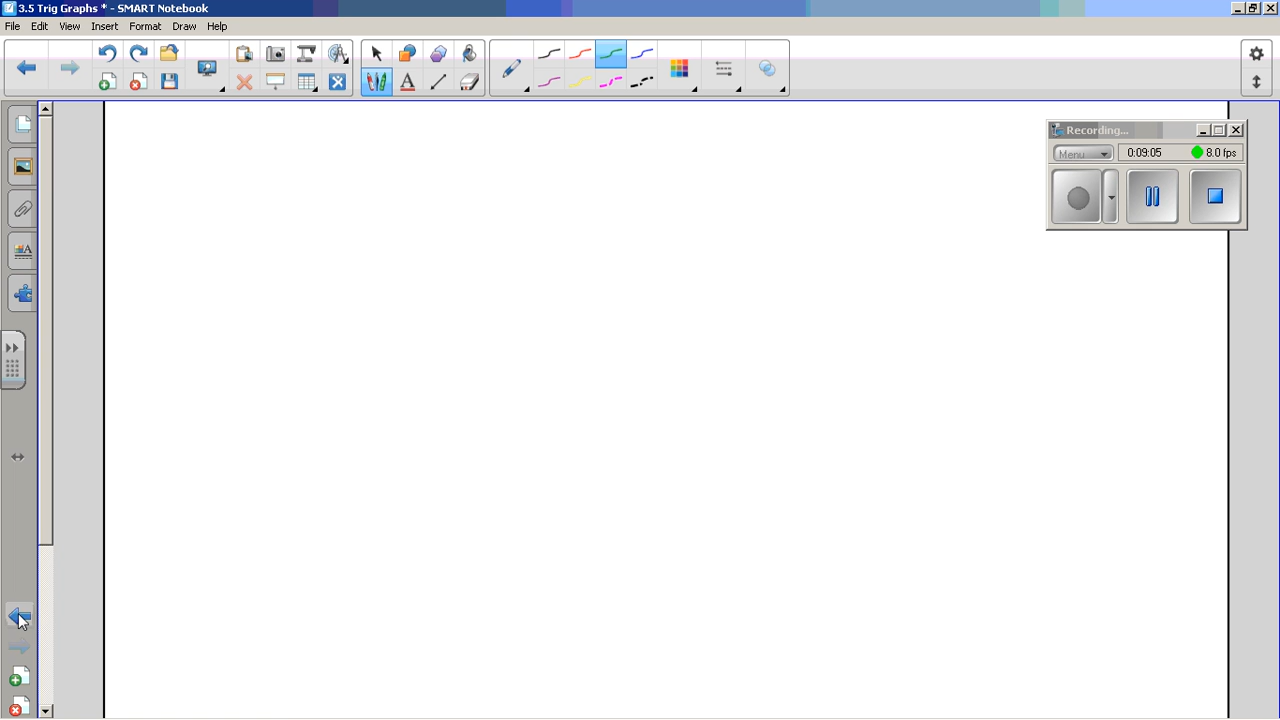 3.5 Trig Graphs * - SMART Notebook
File Edit View Insert Format Draw Help
Recording...
Menu 0:09:05 8.0 fps